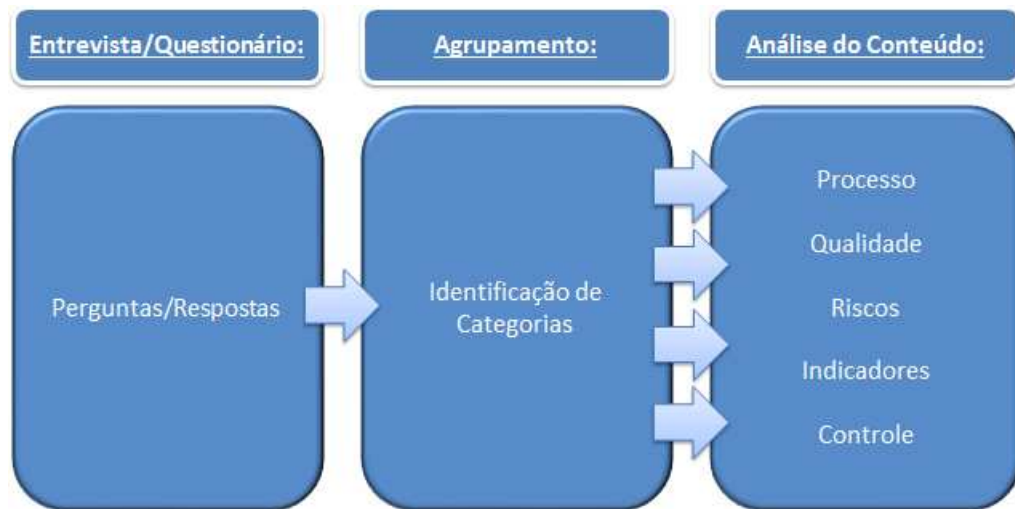 Entrevista/Questionário:
Agrupamento:
Análise do Conteúdo:
Perguntas/Respostas
Identificação de
Categorias
Processo
Qualidade
Riscos
Indicadores
Controle